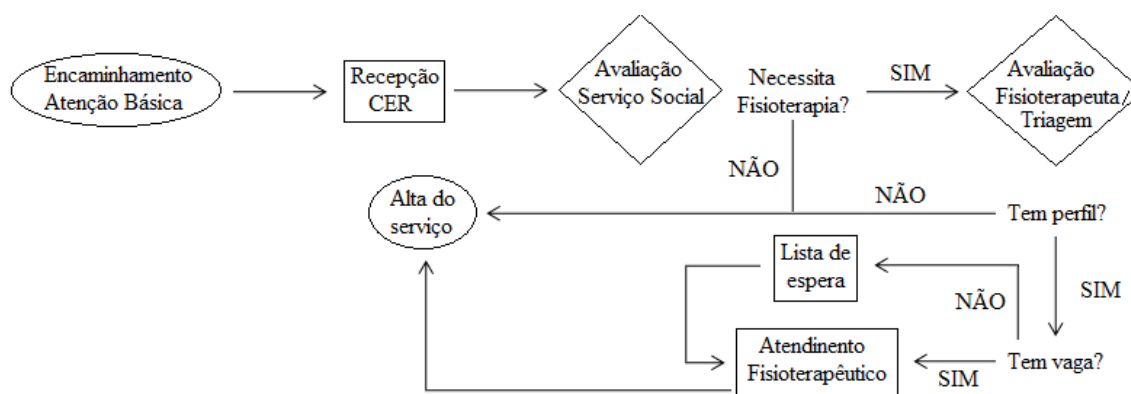 Encaminhamento
Atenção Básica
Recepção
CER
Avaliação
Serviço Social
Necessita
Fisioterapia?
SIM
Avaliação
Fisioterapeuta/
Triagem
NÃO
Alta do
serviço
NÃO
Tem perfil?
Lista de
espera
SIM
NÃO
Atendinento
Fisioterapêutico
SIM
Tem vaga?